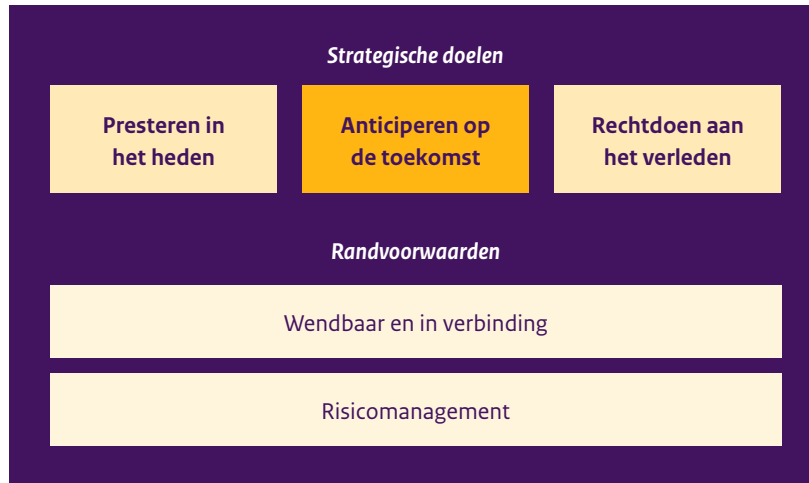 Strategische doelen
Presteren in
het heden
Anticiperen op
de toekomst
Rechtdoen aan
het verleden
Randvoorwaarden
Wendbaar en in verbinding
Risicomanagement